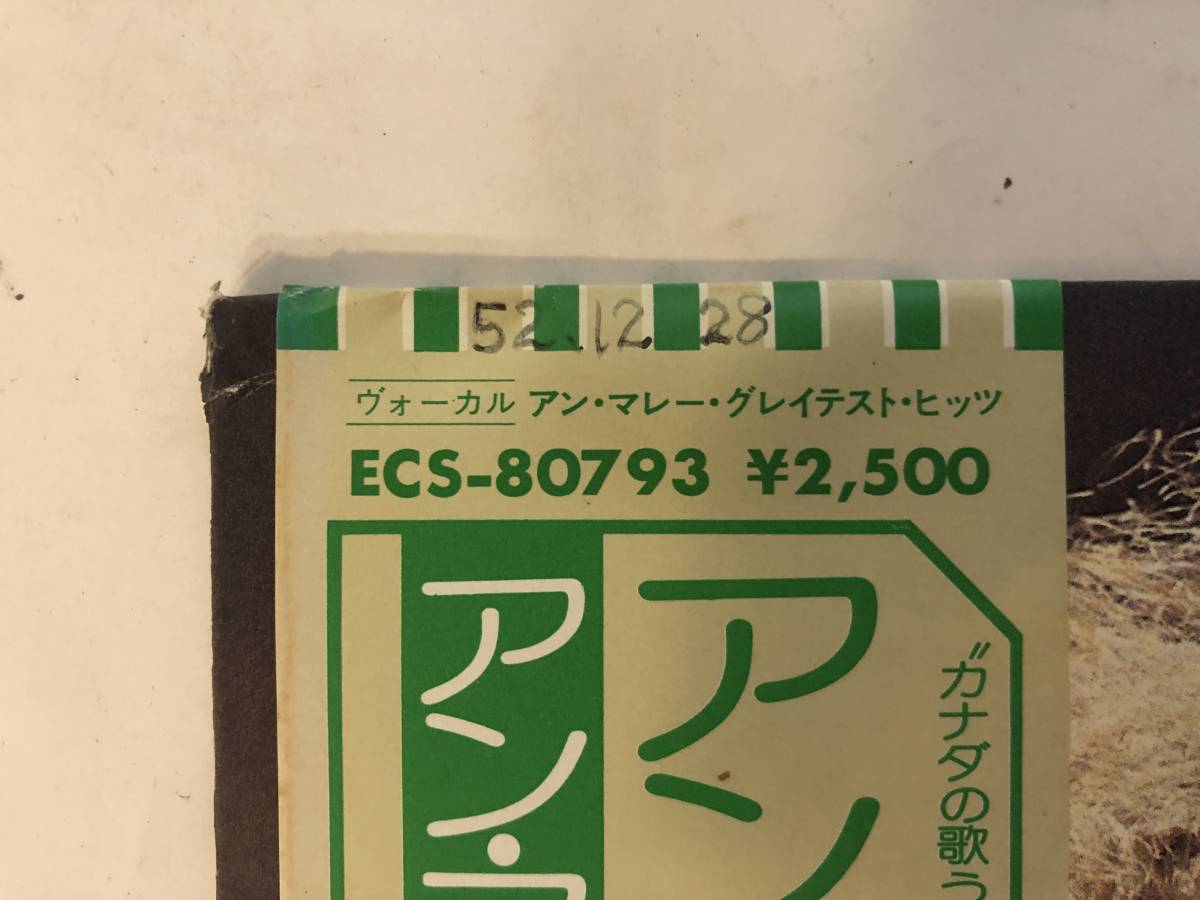 52.12.28
ヴォーカル アン・マレー・グレイテスト・ヒッツ
ECS-80793 ¥2,500
"カナダの歌う
アン
アン・